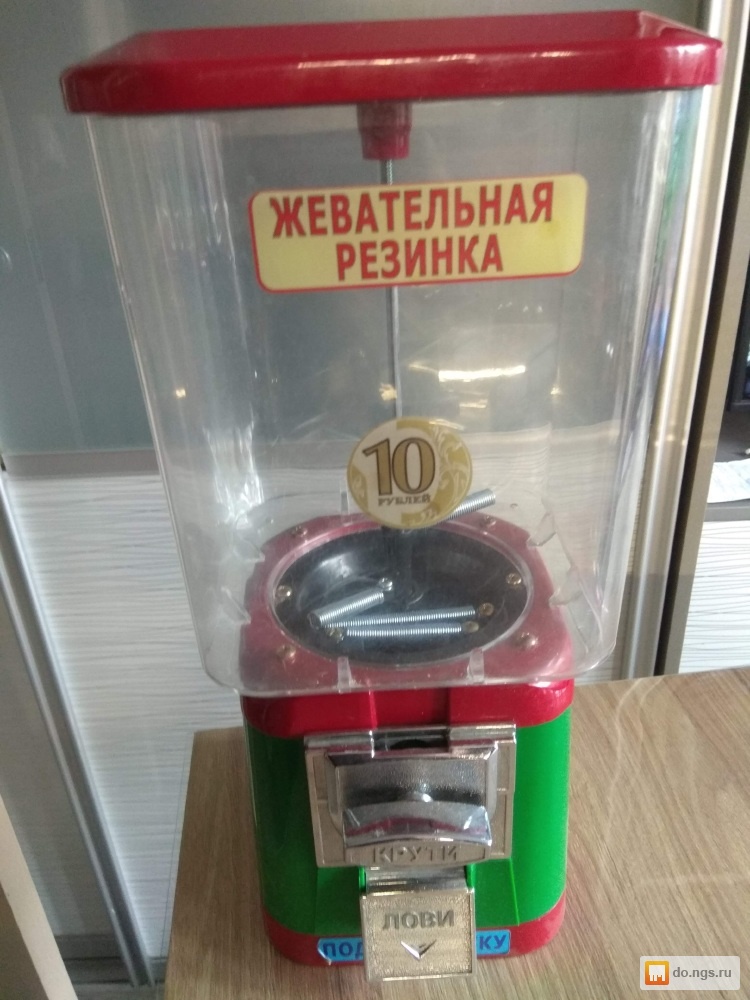 ЖЕВАТЕЛЬНАЯ
РЕЗИНКА
10
РУБЛЕЙ
КРУТИ
ЛОВИ
do.ngs.ru